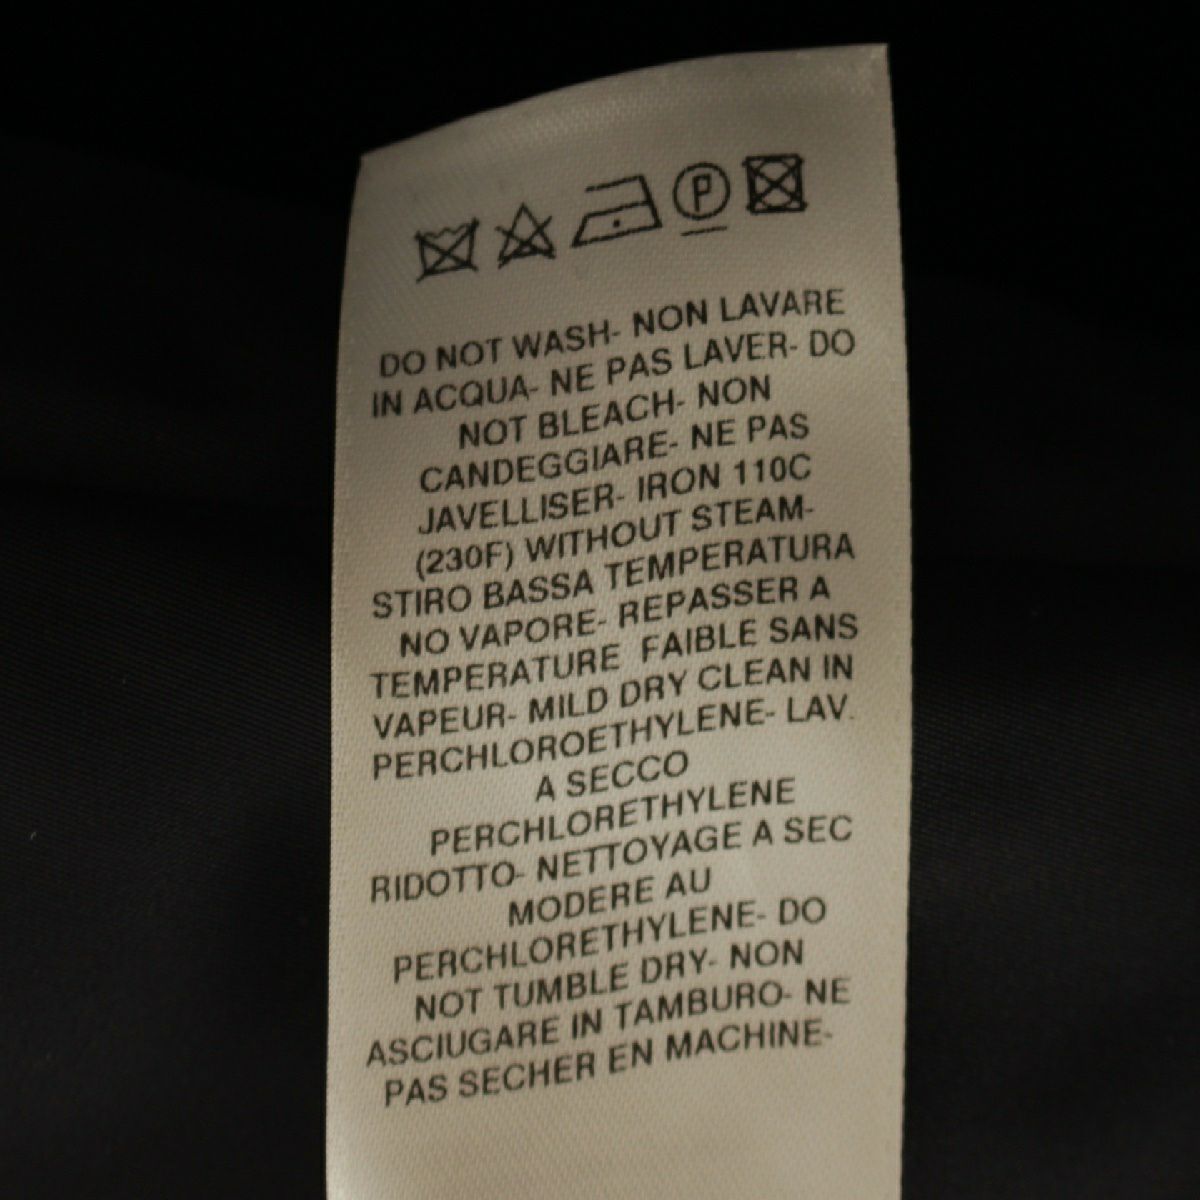 P
DO NOT WASH- NON LAVARE
IN ACQUA- NE PAS LAVER- DO
NOT BLEACH- NON
CANDEGGIARE- NE PAS
JAVELLISER- IRON 110C
(230F) WITHOUT STEAM-
STIRO BASSA TEMPERATURA
NO VAPORE- REPASSER A
TEMPERATURE FAIBLE SANS
VAPEUR- MILD DRY CLEAN IN
PERCHLOROETHYLENE- LAV.
A SECCO
PERCHLORETHYLENE
RIDOTTO- NETTOYAGE A SEC
MODERE AU
PERCHLORETHYLENE- DO
NOT TUMBLE DRY- NON
ASCIUGARE IN TAMBURO- NE
PAS SECHER EN MACHINE-